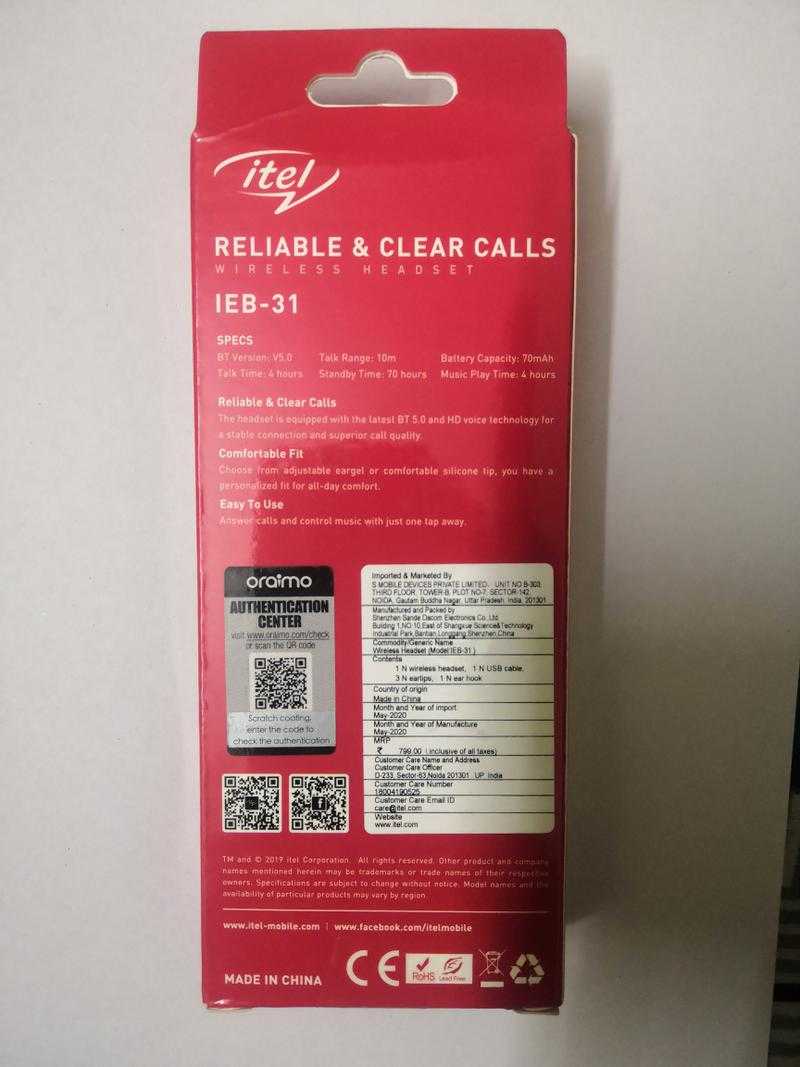 itel
RELIABLE & CLEAR CALLS
WIRELESS HEADSET
IEB-31
SPECS
BT Version: V5.0 Talk Range: 10m Battery Capacity: 70mAh
Talk Time: 4 hours Standby Time: 70 hours Music Play Time: 4 hours
Reliable & Clear Calls
The headset is equipped with the latest BT 5.0 and HD voice technology for
a stable connection and superior call quality.
Comfortable Fit
Choose from adjustable eargel or comfortable silicone tip, you have a
personalized fit for all-day comfort.
Easy To Use
Answer calls and control music with just one tap away.
oraimo
AUTHENTICATION
CENTER
visit www.oraimo.com/check
or scan the QR code
Scratch coating,
enter the code to
check the authentication
Imported & Marketed By
S MOBILE DEVICES PRIVATE LIMITED. UNIT NO B-303,
THIRD FLOOR, TOWER-B, PLOT NO-7, SECTOR-142,
NOIDA, Gautam Buddha Nagar, Uttar Pradesh, India, 201301
Manufactured and Packed by
Shenzhen Sande Dacom Electronics Co.,Ltd
Building 1,NO.10,East of Shangxue Science&Technology
Industrial Park,Bantian,Longgang,Shenzhen,China
Commodity/Generic Name
Wireless Headset (Model:IEB-31 )
Contents
1 N wireless headset, 1 N USB cable,
3 N eartips, 1 N ear hook
Country of origin
Made in China
Month and Year of import
May-2020
Month and Year of Manufacture
May-2020
MRP
₹ 799.00 (inclusive of all taxes)
Customer Care Name and Address
Customer Care Officer
D-233, Sector-63,Noida 201301 UP India
Customer Care Number
18004190525
Customer Care Email ID
care@itel.com
Website
www.itel.com
TM and © 2019 itel Corporation. All rights reserved. Other product and company
names mentioned herein may be trademarks or trade names of their respective
owners. Specifications are subject to change without notice. Model names and the
availability of particular products may vary by region.
www.itel-mobile.com | www.facebook.com/itelmobile
MADE IN CHINA CE RoHS Lead Free